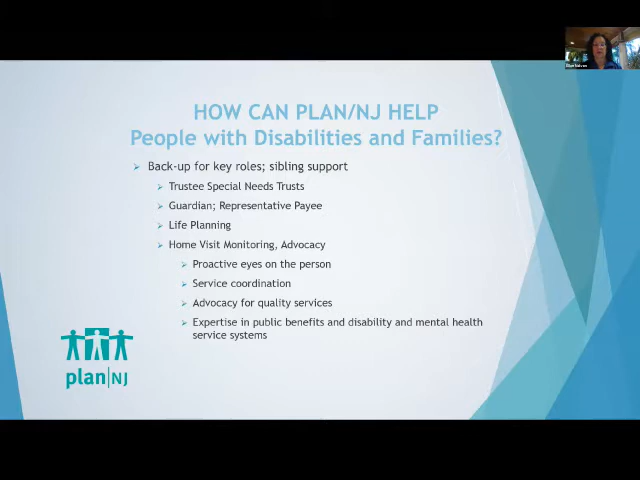 HOW CAN PLAN/NJ HELP
People with Disabilities and Families?
Back-up for key roles; sibling support
Trustee Special Needs Trusts
Guardian; Representative Payee
Life Planning
Home Visit Monitoring, Advocacy
Proactive eyes on the person
Service coordination
Advocacy for quality services
Expertise in public benefits and disability and mental health
service systems
plan|NJ